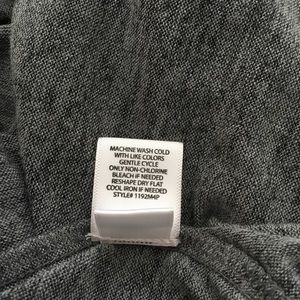 MACHINE WASH COLD
WITH LIKE COLORS
GENTLE CYCLE
ONLY NON-CHLORINE
BLEACH IF NEEDED
RESHAPE DRY FLAT
COOL IRON IF NEEDED
STYLE# 1192M4P